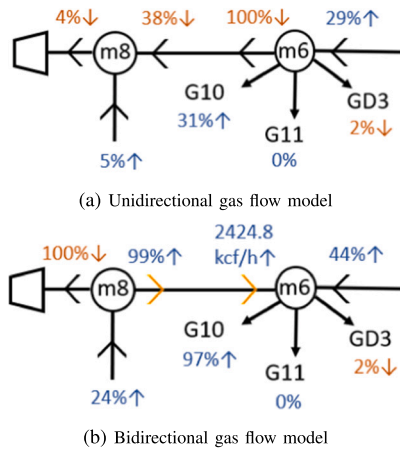 4%↓ 38%↓ 100%↓ 29%↑
m8 m6
G10 GD3
31%↑ G11 2%↓
5%↑ 0%
(a) Unidirectional gas flow model
2424.8
100%↓ 99%↑ kcf/h↑ 44%↑
m8 m6
G10 GD3
97%↑ G11 2%↓
24%↑ 0%
(b) Bidirectional gas flow model